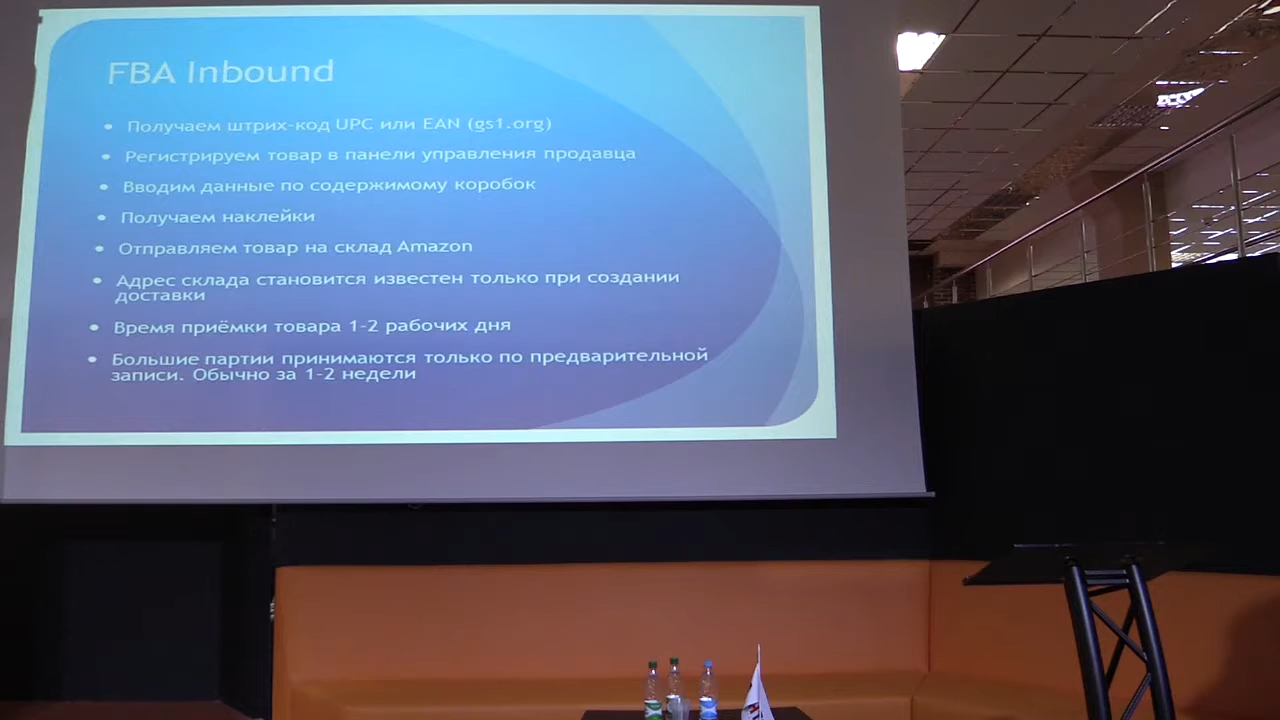 FBA Inbound
• Получаем штрих-код UPC или EAN (gs1.org)
• Регистрируем товар в панели управления продавца
• Вводим данные по содержимому коробок
• Получаем наклейки
• Отправляем товар на склад Amazon
• Адрес склада становится известен только при создании
доставки
• Время приёмки товара 1-2 рабочих дня
• Большие партии принимаются только по предварительной
записи. Обычно за 1-2 недели